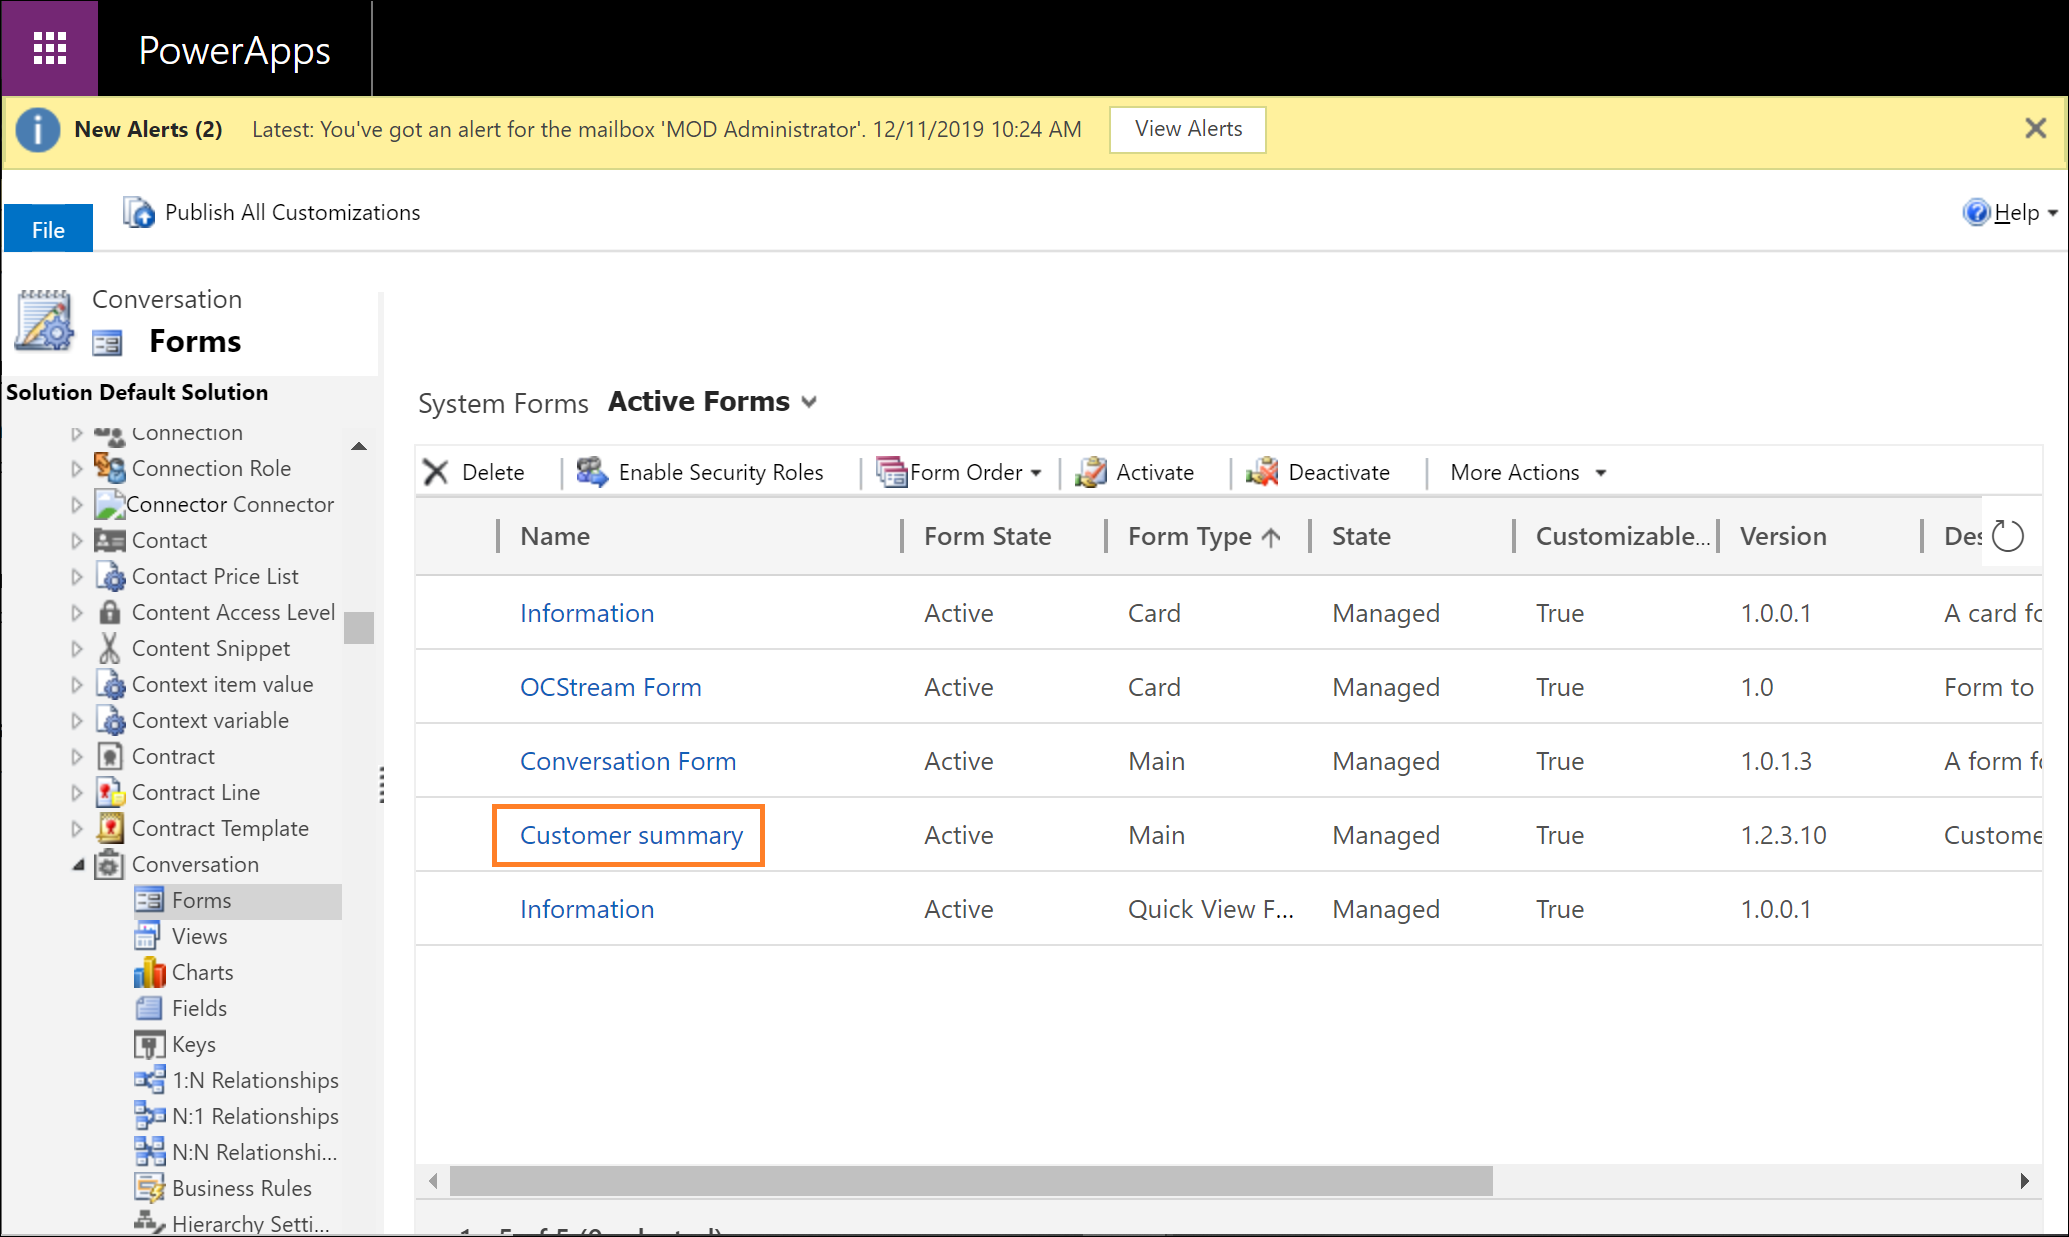 PowerApps
New Alerts (2) Latest: You've got an alert for the mailbox 'MOD Administrator'. 12/11/2019 10:24 AM View Alerts
File Publish All Customizations Help
Conversation
Forms
Solution Default Solution
Connection
Connection Role
Connector Connector
Contact
Contact Price List
Content Access Level
Content Snippet
Context item value
Context variable
Contract
Contract Line
Contract Template
Conversation
Forms
Views
Charts
Fields
Keys
1:N Relationships
N:1 Relationships
N:N Relationshi...
Business Rules
Hierarchy Setti...
System Forms Active Forms
Delete Enable Security Roles Form Order Activate Deactivate More Actions
Name Form State Form Type State Customizable... Version Des
Information Active Card Managed True 1.0.0.1 A card fo
OCStream Form Active Card Managed True 1.0 Form to
Conversation Form Active Main Managed True 1.0.1.3 A form fo
Customer summary Active Main Managed True 1.2.3.10 Custome
Information Active Quick View F... Managed True 1.0.0.1